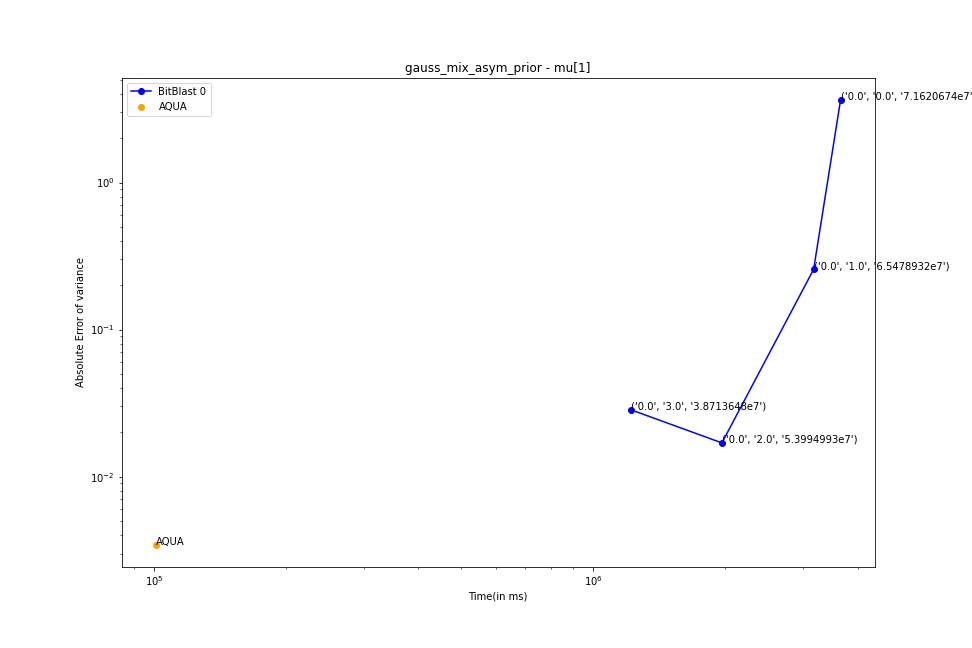 gauss_mix_asym_prior - mu[1]
BitBlast 0
AQUA
('0.0', '0.0', '7.1620674e7'
10^0
('0.0', '1.0', '6.5478932e7')
Absolute Error of variance
10^-1
('0.0', '3.0', '3.8713648e7')
('0.0', '2.0', '5.3994993e7')
10^-2
AQUA
10^5
10^6
Time(in ms)